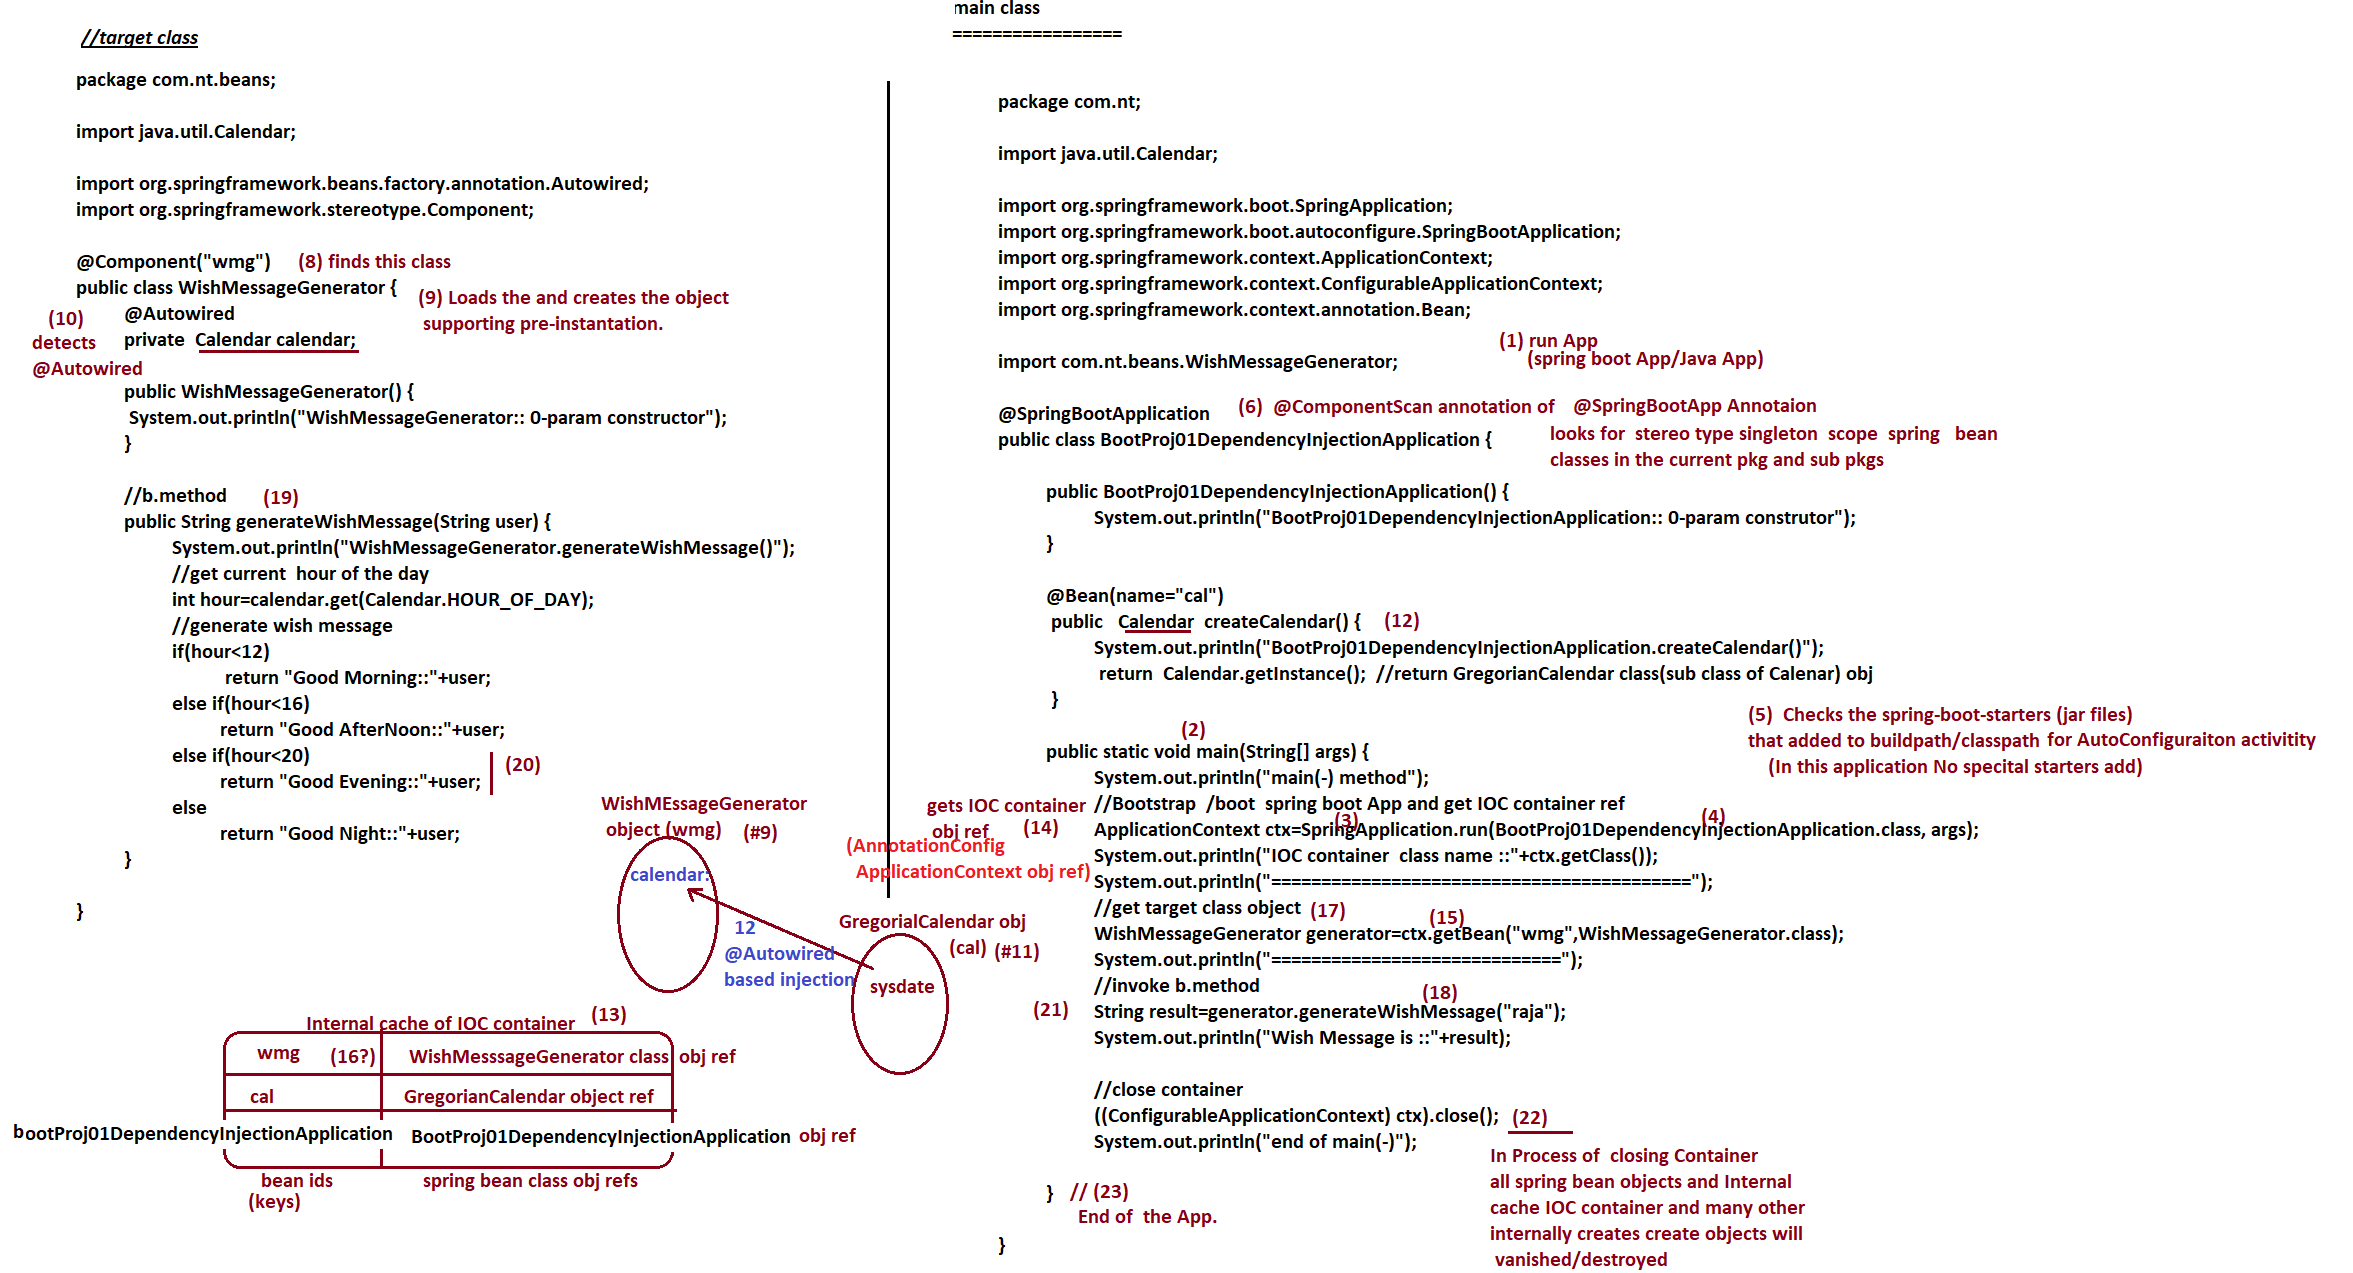 //target class
package com.nt.beans;
import java.util.Calendar;
import org.springframework.beans.factory.annotation.Autowired;
import org.springframework.stereotype.Component;
@Component("wmg") (8) finds this class
public class WishMessageGenerator {
(9) Loads the and creates the object
supporting pre-instantation.
(10)
detects
@Autowired
@Autowired
private Calendar calendar;
public WishMessageGenerator() {
System.out.println("WishMessageGenerator:: 0-param constructor");
}
//b.method (19)
public String generateWishMessage(String user) {
System.out.println("WishMessageGenerator.generateWishMessage()");
//get current hour of the day
int hour=calendar.get(Calendar.HOUR_OF_DAY);
//generate wish message
if(hour<12)
return "Good Morning::"+user;
else if(hour<16)
return "Good AfterNoon::"+user;
else if(hour<20)
return "Good Evening::"+user; (20)
else
return "Good Night::"+user;
}
}
WishMEssageGenerator
object (wmg) (#9)
calendar:
12
@Autowired
based injection
GregorialCalendar obj
(cal) (#11)
sysdate
Internal cache of IOC container (13)
wmg (16?) WishMesssageGenerator class obj ref
cal GregorianCalendar object ref
bootProj01DependencyInjectionApplication BootProj01DependencyInjectionApplication obj ref
bean ids spring bean class obj refs
(keys)
main class
=================
package com.nt;
import java.util.Calendar;
import org.springframework.boot.SpringApplication;
import org.springframework.boot.autoconfigure.SpringBootApplication;
import org.springframework.context.ApplicationContext;
import org.springframework.context.ConfigurableApplicationContext;
import org.springframework.context.annotation.Bean;
import com.nt.beans.WishMessageGenerator;
(1) run App
(spring boot App/Java App)
@SpringBootApplication (6) @ComponentScan annotation of @SpringBootApp Annotaion
public class BootProj01DependencyInjectionApplication {
looks for stereo type singleton scope spring bean
classes in the current pkg and sub pkgs
public BootProj01DependencyInjectionApplication() {
System.out.println("BootProj01DependencyInjectionApplication:: 0-param construtor");
}
@Bean(name="cal")
public Calendar createCalendar() { (12)
System.out.println("BootProj01DependencyInjectionApplication.createCalendar()");
return Calendar.getInstance(); //return GregorianCalendar class(sub class of Calenar) obj
}
(5) Checks the spring-boot-starters (jar files)
that added to buildpath/classpath for AutoConfiguraiton activitity
(In this application No specital starters add)
(2)
public static void main(String[] args) {
System.out.println("main(-) method");
//Bootstrap /boot spring boot App and get IOC container ref
gets IOC container
obj ref (14)
(AnnotationConfig
ApplicationContext obj ref)
(3) (4)
ApplicationContext ctx=SpringApplication.run(BootProj01DependencyInjectionApplication.class, args);
System.out.println("IOC container class name ::"+ctx.getClass());
System.out.println("==========================================");
//get target class object (17) (15)
WishMessageGenerator generator=ctx.getBean("wmg",WishMessageGenerator.class);
System.out.println("=============================");
//invoke b.method (18)
(21) String result=generator.generateWishMessage("raja");
System.out.println("Wish Message is ::"+result);
//close container
((ConfigurableApplicationContext) ctx).close(); (22)
System.out.println("end of main(-)");
In Process of closing Container
all spring bean objects and Internal
cache IOC container and many other
internally creates create objects will
vanished/destroyed
} // (23)
End of the App.
}